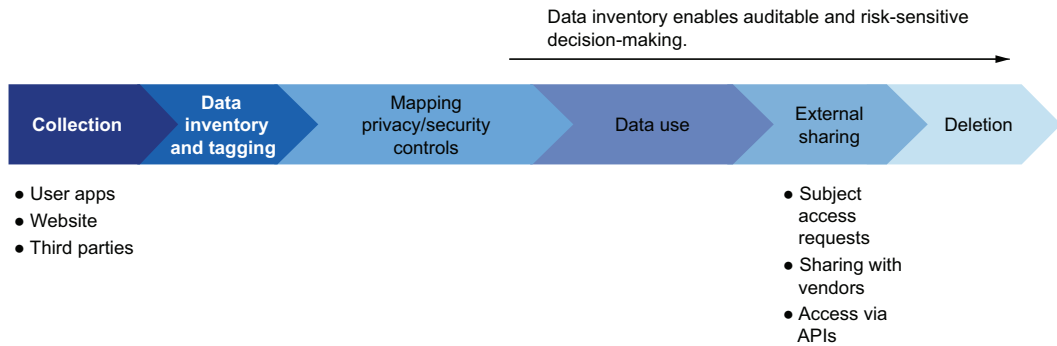 Data inventory enables auditable and risk-sensitive
decision-making.
Collection
Data
inventory
and tagging
Mapping
privacy/security
controls
Data use
External
sharing
Deletion
● User apps
● Website
● Third parties
● Subject
access
requests
● Sharing with
vendors
● Access via
APIs